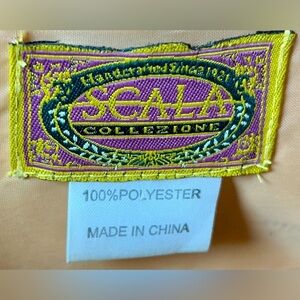 Handcrafted Since 1921
SCALA
COLLEZIONE
100%POLYESTER
MADE IN CHINA